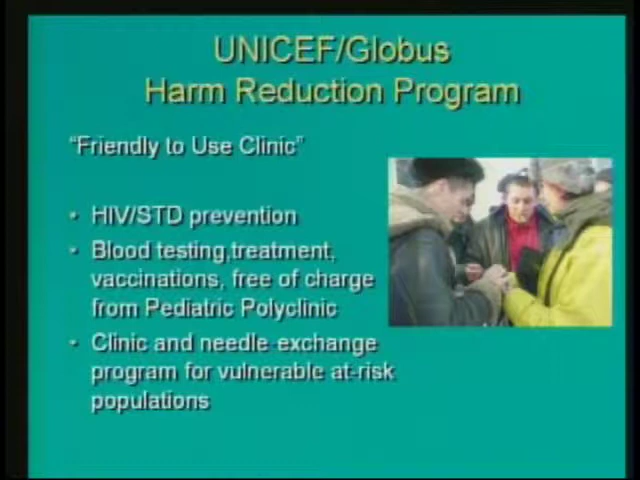 UNICEF/Globus
Harm Reduction Program
"Friendly to Use Clinic"
• HIV/STD prevention
• Blood testing,treatment,
vaccinations, free of charge
from Pediatric Polyclinic
• Clinic and needle exchange
program for vulnerable at-risk
populations